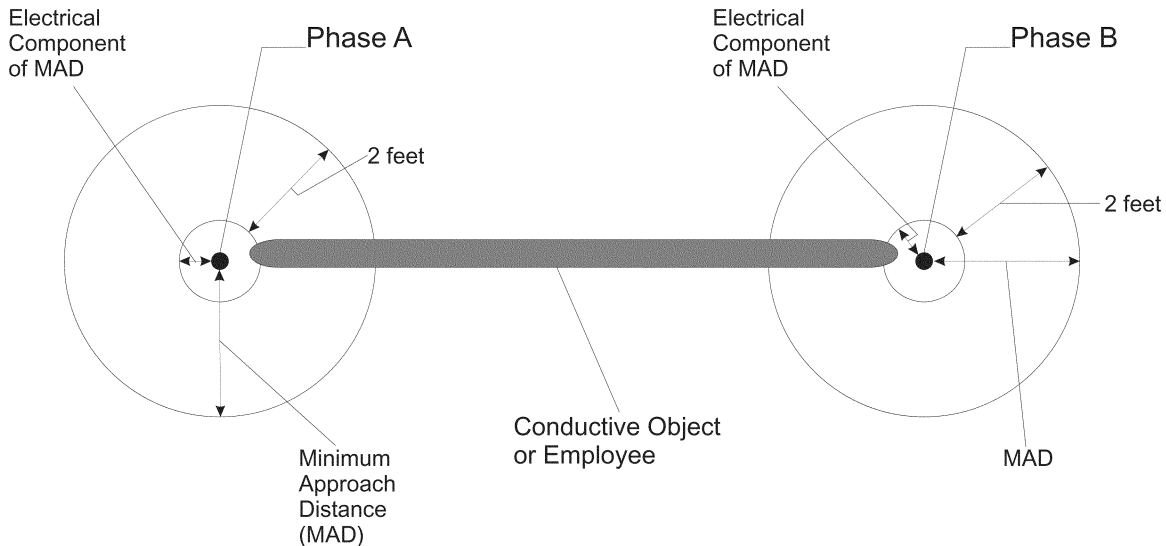 Electrical
Component
of MAD
Phase A
2 feet
Electrical
Component
of MAD
Phase B
2 feet
Conductive Object
or Employee
Minimum
Approach
Distance
(MAD)
MAD